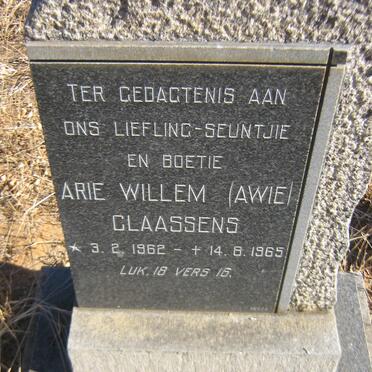 TER GEDAGTENIS AAN
ONS LIEFLING-SEUNTJIE
EN BOETIE
ARIE WILLEM (AWIE)
CLAASSENS
* 3. 2. 1962 - + 14. 8. 1965
LUK. 18 VERS 16.